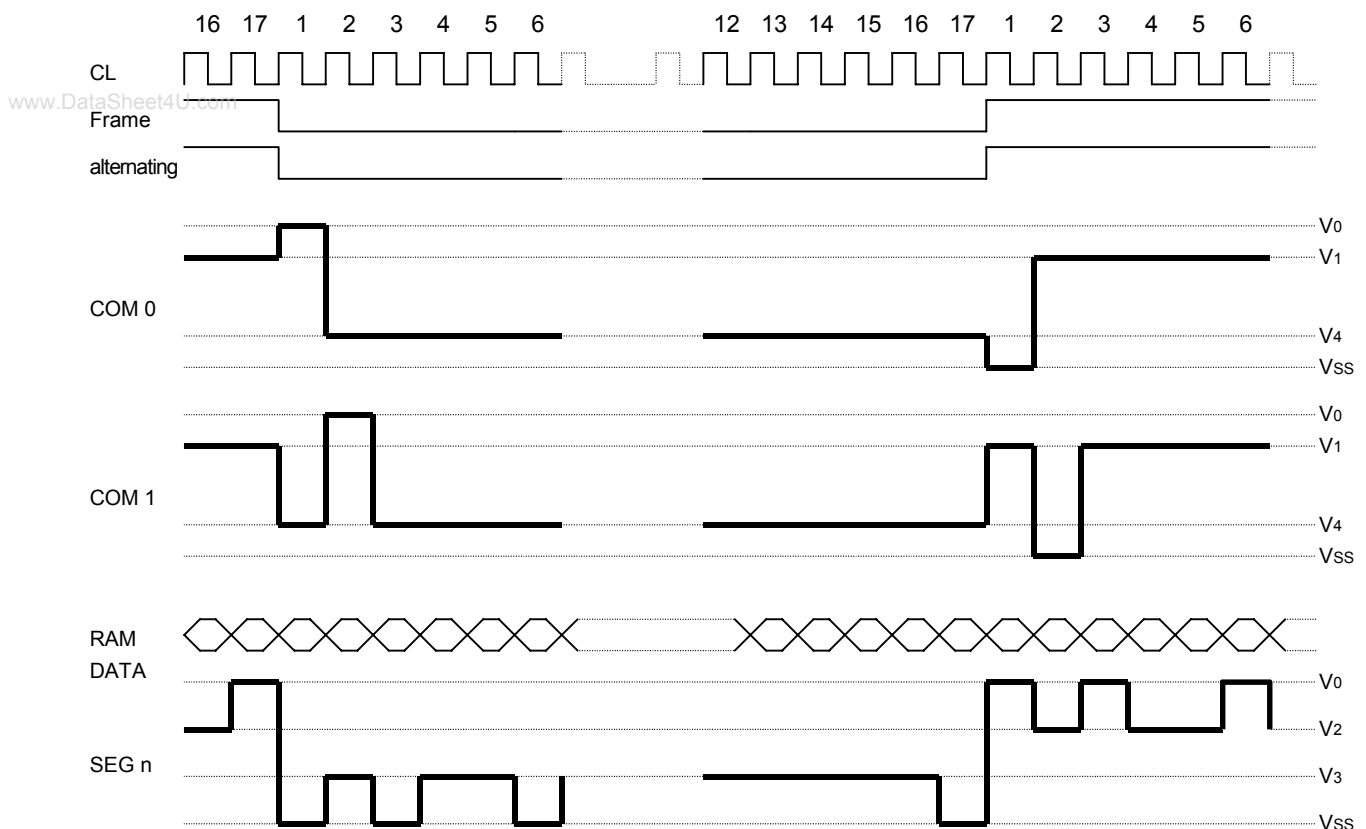 16 17 1 2 3 4 5 6 12 13 14 15 16 17 1 2 3 4 5 6
CL
www.DataSheet4U.com
Frame
alternating
V0
V1
COM 0
V4
VSS
V0
V1
COM 1
V4
VSS
RAM
DATA
V0
V2
SEG n
V3
VSS